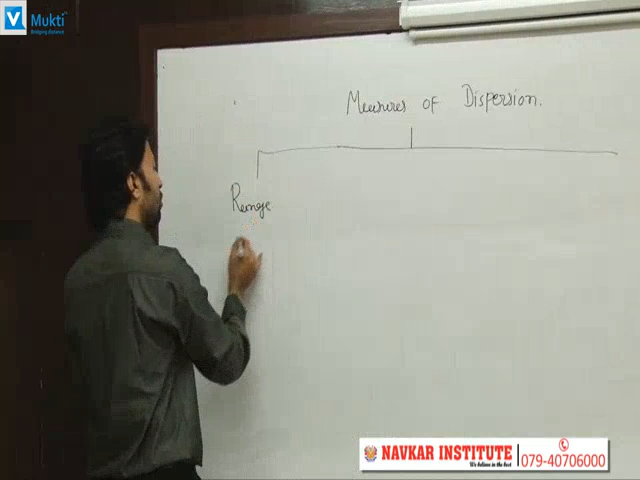 V Mukti
Bridging distance
Measures of Dispersion.
Range
NAVKAR INSTITUTE
We believe in the best
079-40706000